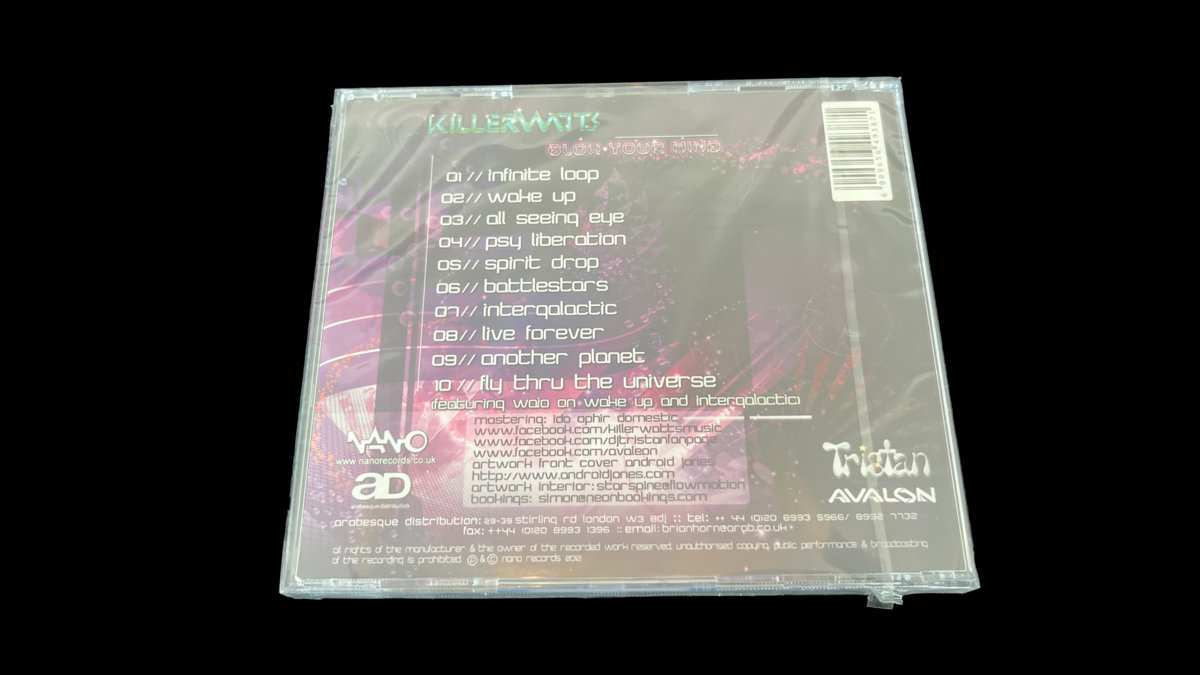 KILLERWATTS
BLOW YOUR MIND
01 // infinite loop
02 // wake up
03 // all seeing eye
04 // psy liberation
05 // spirit drop
06 // battlestars
07 // intergalactic
08 // live forever
09 // another planet
10 // fly thru the universe
(featuring waio on wake up and intergalactic)
mastering: ido ophir domestic
www.facebook.com/killerwattsmusic
www.facebook.com/djtristanfanpage
www.facebook.com/avaleon
artwork front cover android jones
http://www.androidjones.com
artwork interior: starspine@flowmotion
bookings: simon@neonbookings.com
NANO
www.nanorecords.co.uk
aD
arabesque distribution
Tristan
AVALON
arabesque distribution: 29-39 stirling rd london w3 8dj :: tel: ++ 44 (0)20 8993 5966/ 8992 7732
fax: ++44 (0)20 8993 1396 :: email: brianhorn@arab.co.uk*
all rights of the manufacturer & the owner of the recorded work reserved. unauthorised copying, public performance & broadcasting
of the recording is prohibited. ℗ & © nano records 2012